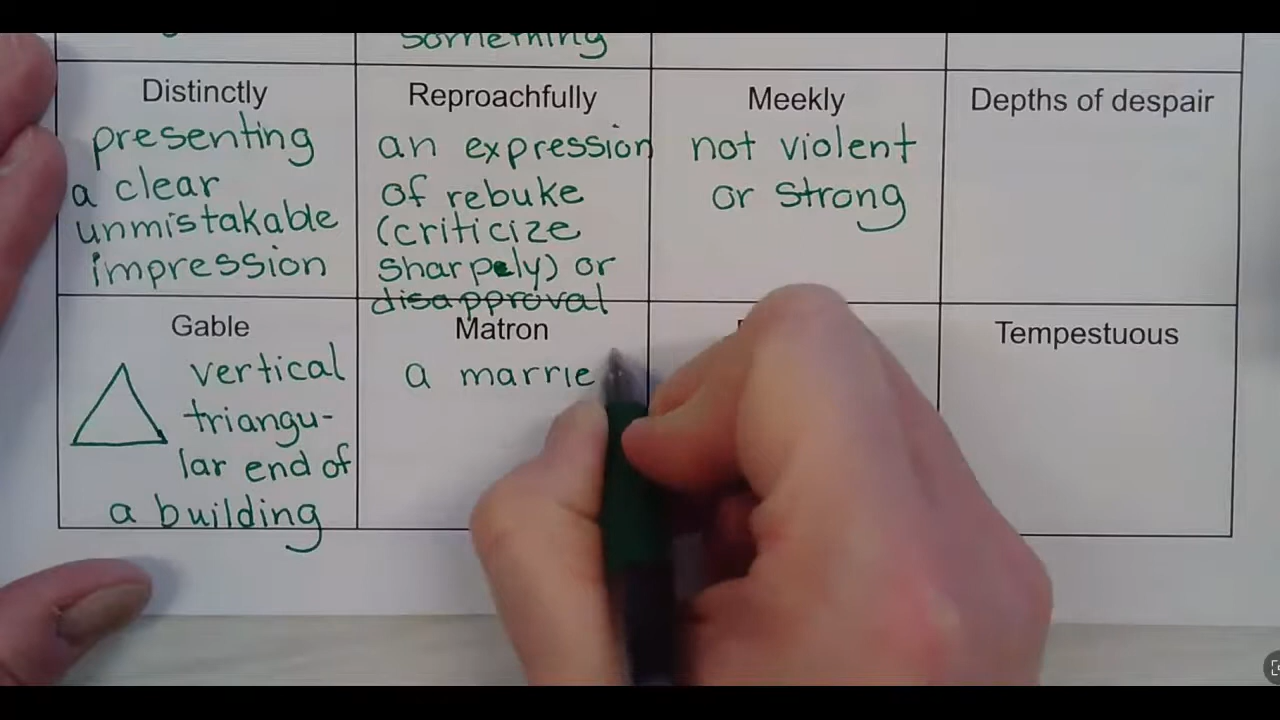 something
Distinctly
presenting
a clear
unmistakable
impression
Reproachfully
an expression
of rebuke
(criticize
sharply) or
disapproval
Meekly
not violent
or strong
Depths of despair
Gable
vertical
triangu-
lar end of
a building
Matron
a marrie
Tempestuous